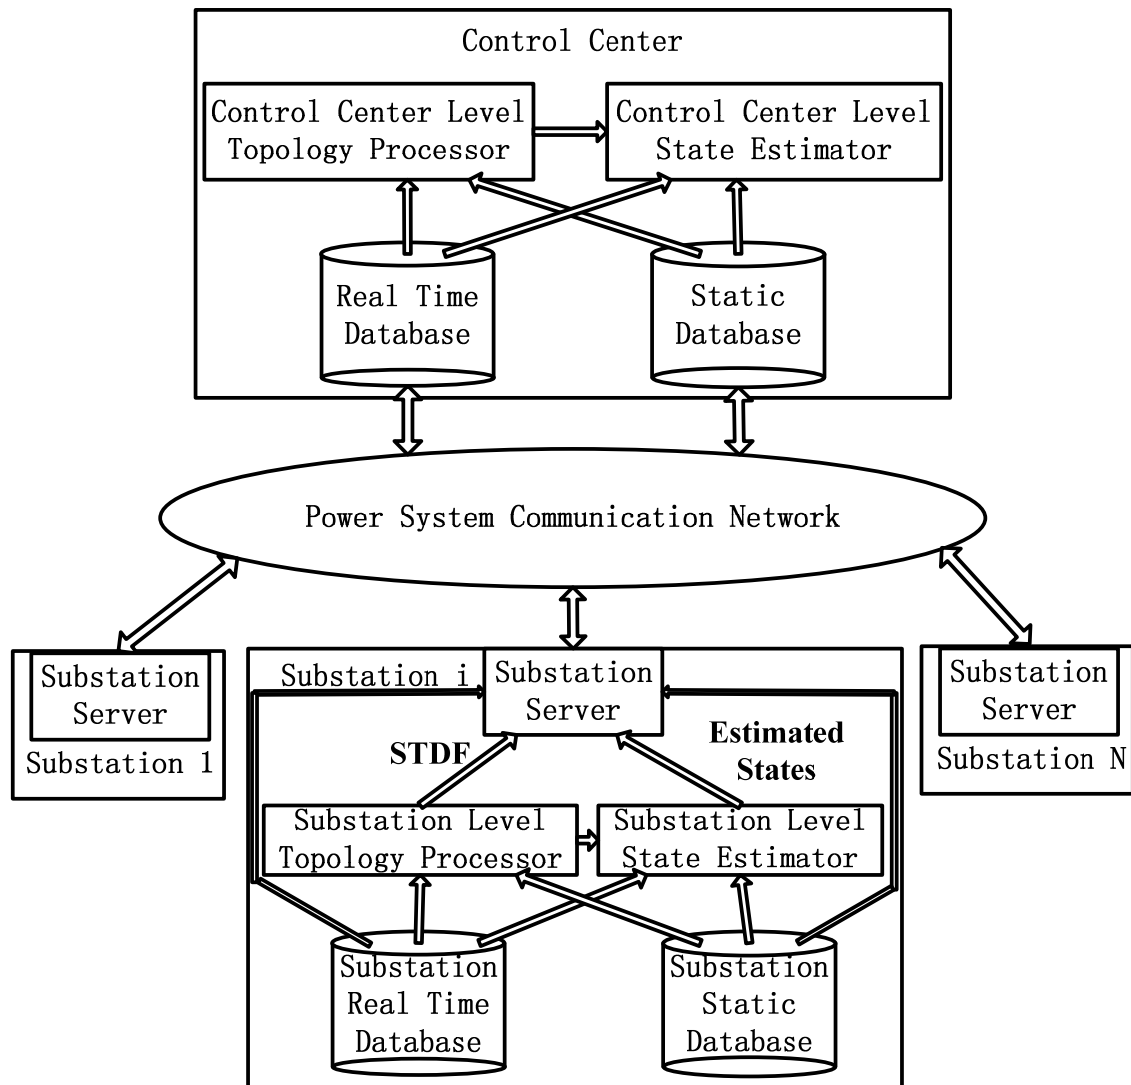 Control Center
Control Center Level
Topology Processor
Control Center Level
State Estimator
Real Time
Database
Static
Database
Power System Communication Network
Substation
Server
Substation 1
Substation i
Substation
Server
STDF
Estimated
States
Substation Level
Topology Processor
Substation Level
State Estimator
Substation
Real Time
Database
Substation
Static
Database
Substation
Server
Substation N